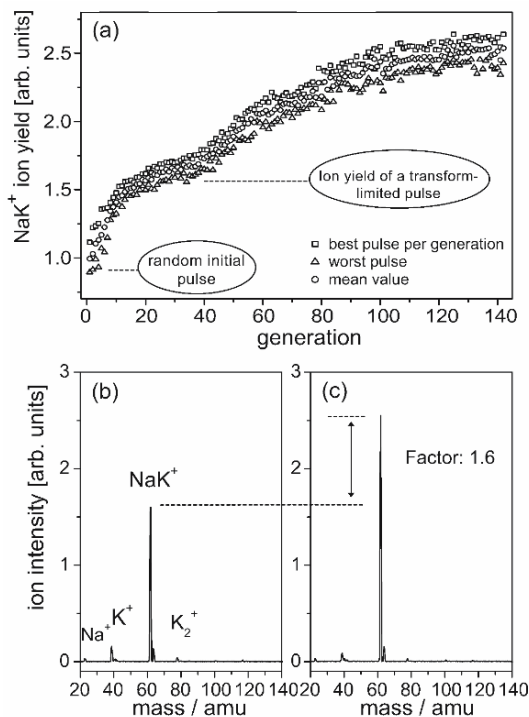 (a)
NaK⁺ ion yield [arb. units]
2.5
2.0
1.5
1.0
Ion yield of a transform-
limited pulse
random initial
pulse
□ best pulse per generation
△ worst pulse
○ mean value
0 20 40 60 80 100 120 140
generation
ion intensity [arb. units]
3
2
1
0
(b)
NaK⁺
Na⁺
K⁺
K₂⁺
20 40 60 80 100 120 140
mass / amu
3
2
1
0
(c)
Factor: 1.6
20 40 60 80 100 120 140
mass / amu